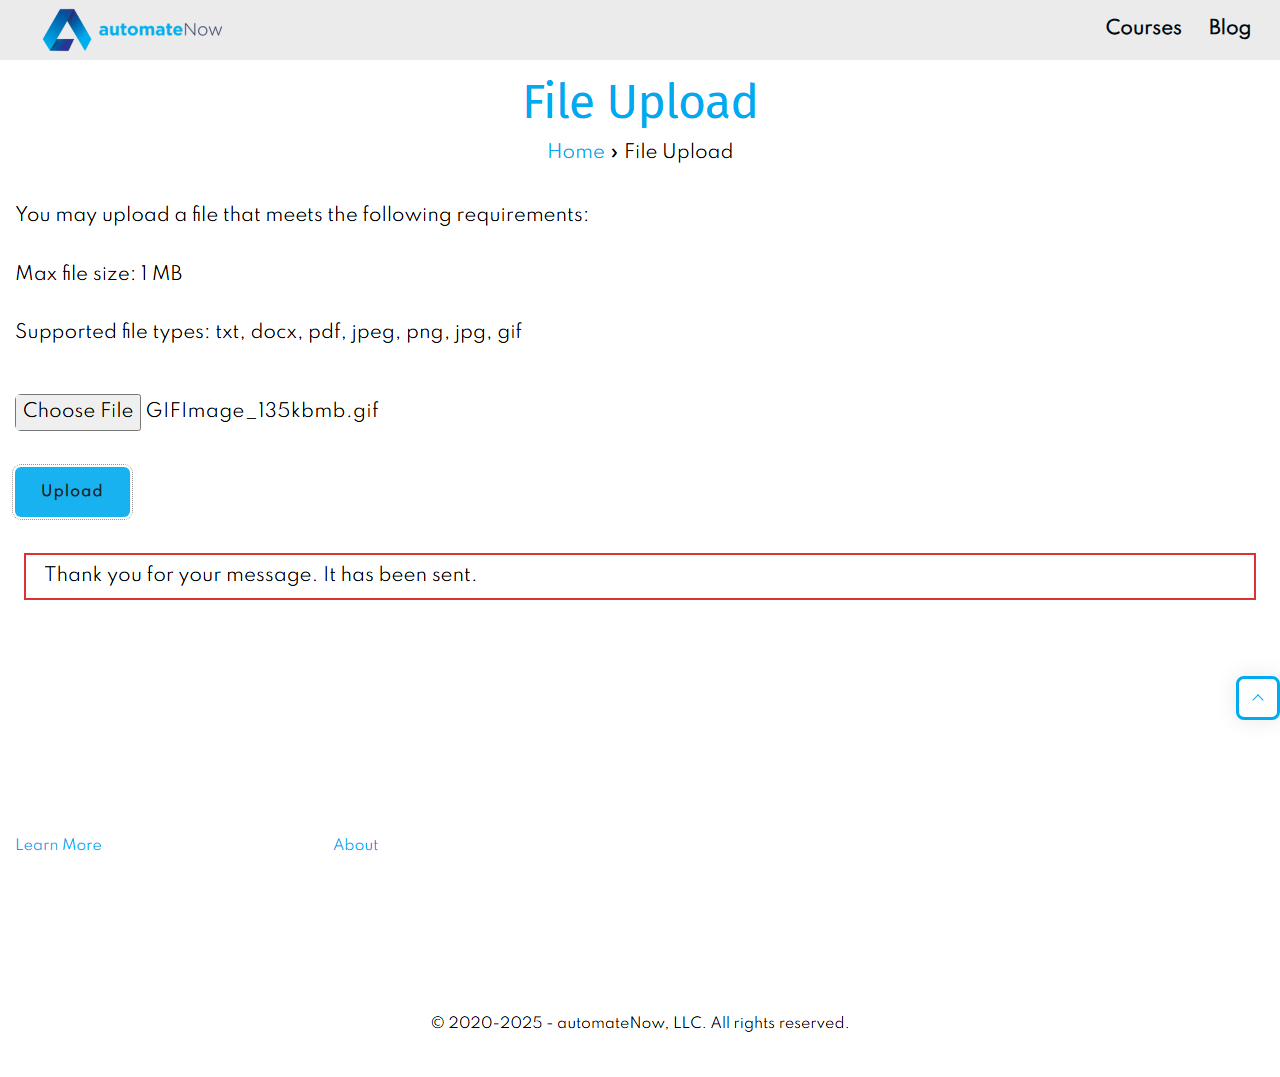 automateNow
Courses
Blog
File Upload
Home › File Upload
You may upload a file that meets the following requirements:
Max file size: 1 MB
Supported file types: txt, docx, pdf, jpeg, png, jpg, gif
Choose File GIFImage_135kbmb.gif
Upload
Thank you for your message. It has been sent.
Learn More
About
© 2020-2025 - automateNow, LLC. All rights reserved.